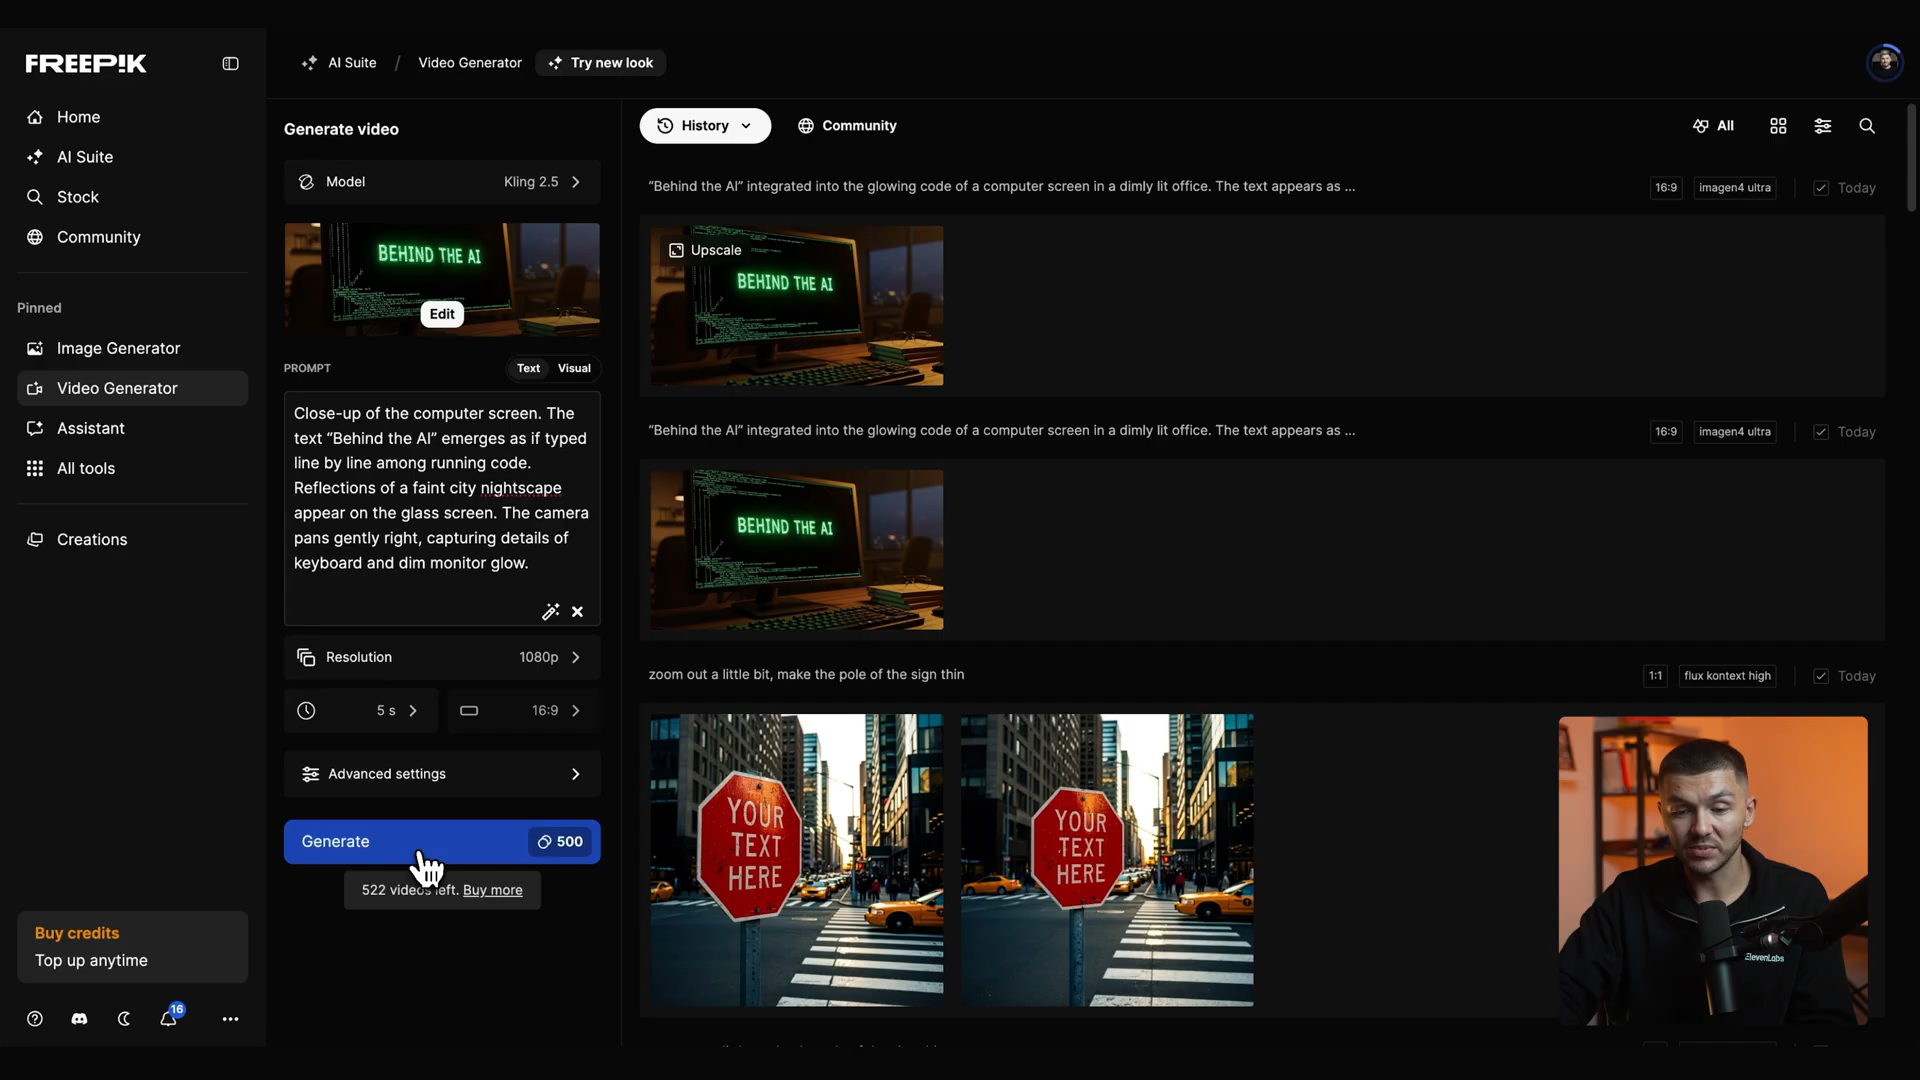 FREEP!K
AI Suite / Video Generator
Try new look
Home
AI Suite
Stock
Community
Pinned
Image Generator
Video Generator
Assistant
All tools
Creations
Buy credits
Top up anytime
16
Generate video
Model Kling 2.5
BEHIND THE AI
Edit
PROMPT Text Visual
Close-up of the computer screen. The
text “Behind the AI” emerges as if typed
line by line among running code.
Reflections of a faint city nightscape
appear on the glass screen. The camera
pans gently right, capturing details of
keyboard and dim monitor glow.
Resolution 1080p
5 s 16:9
Advanced settings
Generate 500
522 videos left. Buy more
History Community All
“Behind the AI” integrated into the glowing code of a computer screen in a dimly lit office. The text appears as ... 16:9 imagen4 ultra Today
Upscale
BEHIND THE AI
“Behind the AI” integrated into the glowing code of a computer screen in a dimly lit office. The text appears as ... 16:9 imagen4 ultra Today
BEHIND THE AI
zoom out a little bit, make the pole of the sign thin 1:1 flux kontext high Today
YOUR
TEXT
HERE
YOUR
TEXT
HERE
ElevenLabs